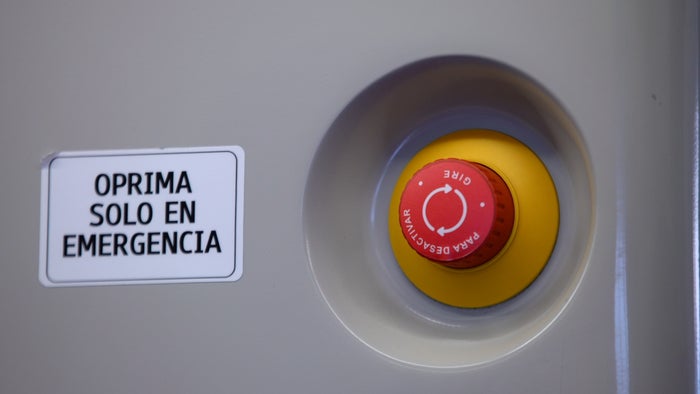 OPRIMA
SOLO EN
EMERGENCIA
GIRE
PARA DESACTIVAR